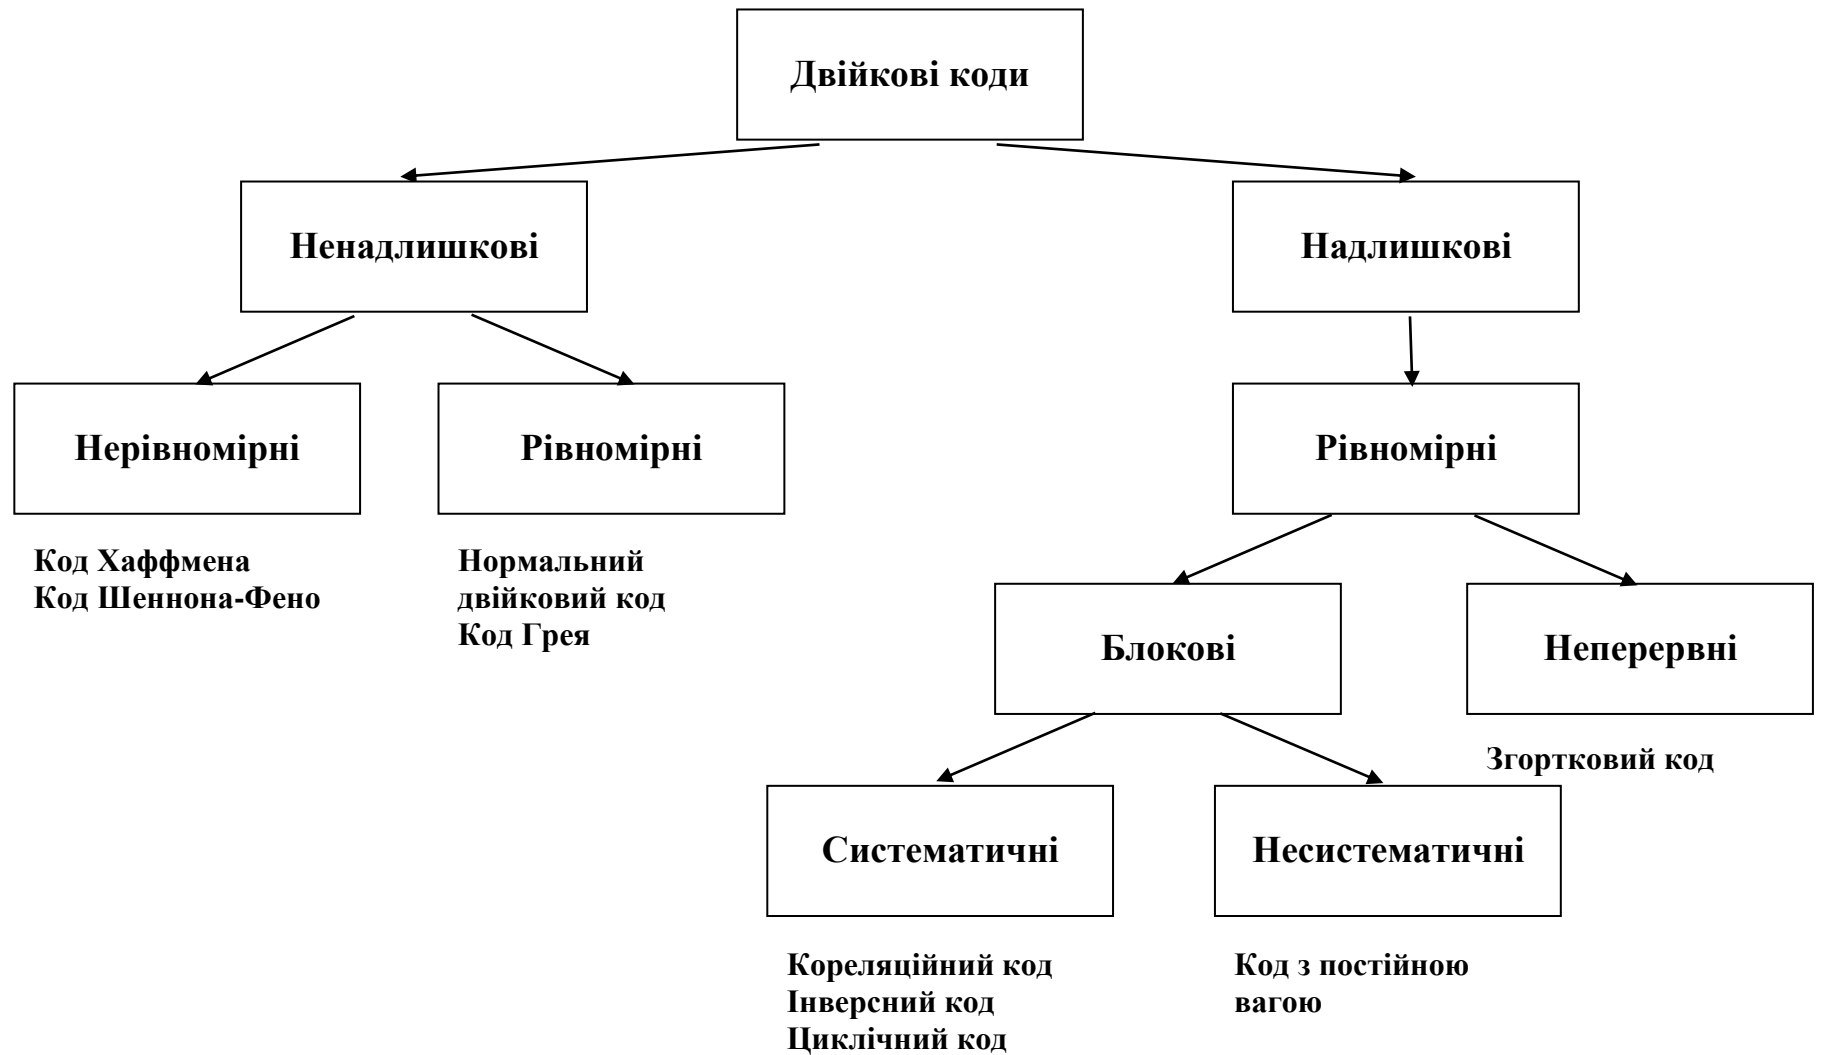 Двійкові коди
Ненадлишкові
Надлишкові
Нерівномірні
Рівномірні
Рівномірні
Код Хаффмена
Код Шеннона-Фено
Нормальний
двійковий код
Код Грея
Блокові
Неперервні
Згортковий код
Систематичні
Несистематичні
Кореляційний код
Інверсний код
Циклічний код
Код з постійною
вагою